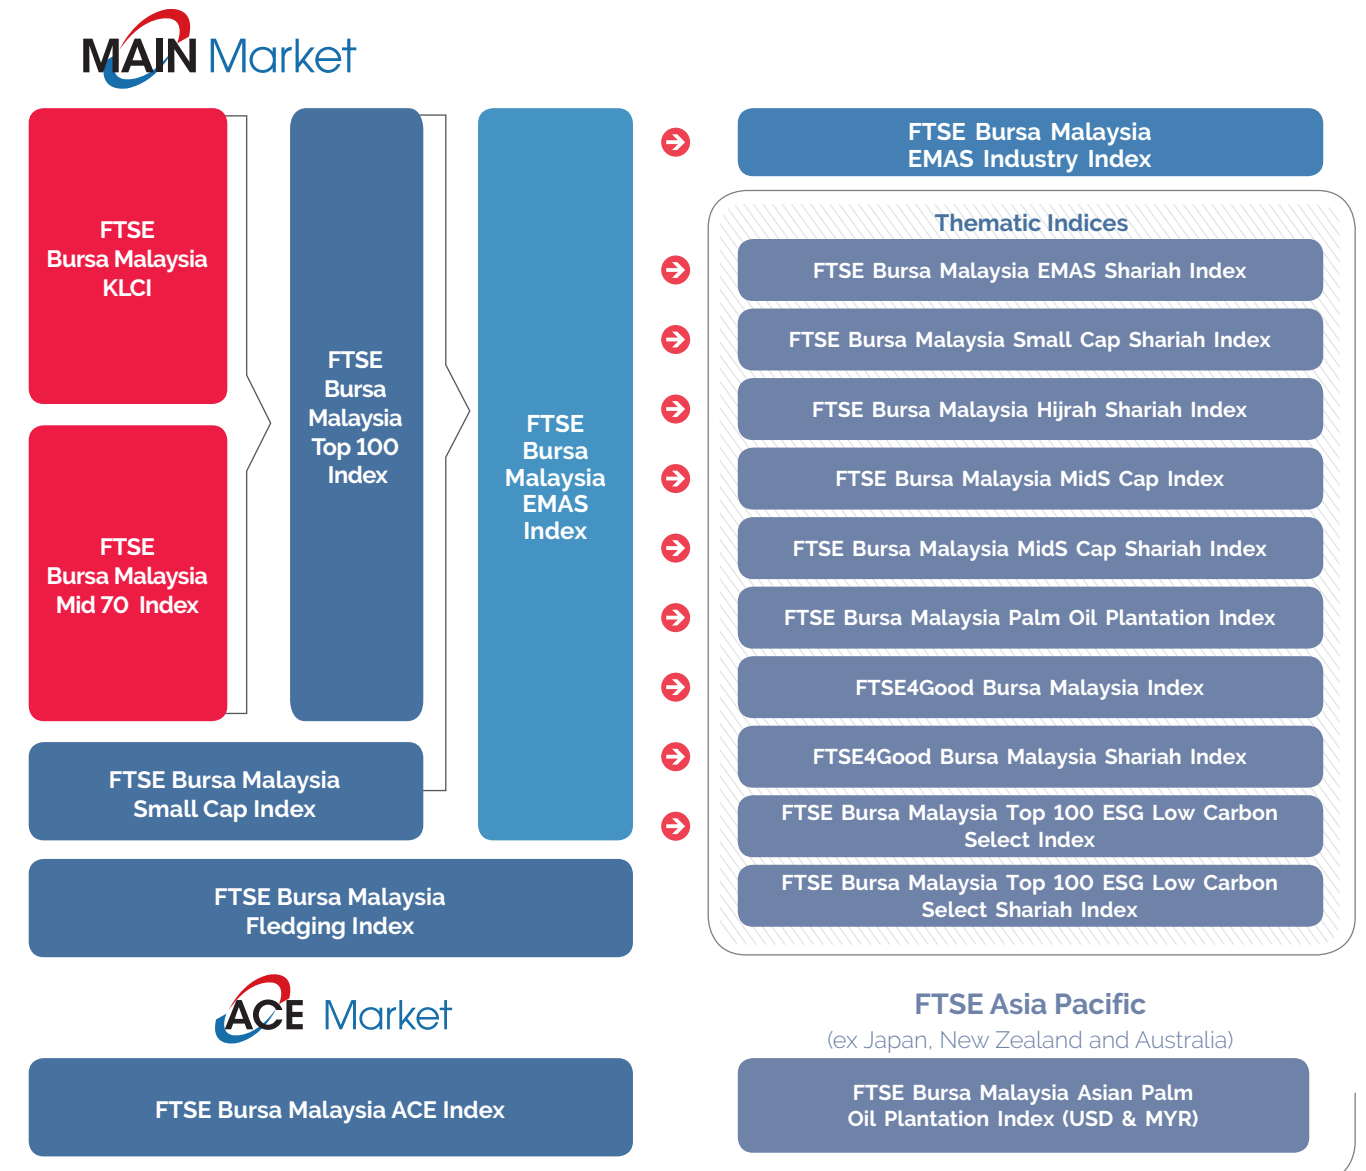 MAIN Market
FTSE
Bursa Malaysia
KLCI
FTSE
Bursa Malaysia
Mid 70 Index
FTSE
Bursa
Malaysia
Top 100
Index
FTSE
Bursa
Malaysia
EMAS
Index
FTSE Bursa Malaysia
Small Cap Index
FTSE Bursa Malaysia
Fledging Index
FTSE Bursa Malaysia
EMAS Industry Index
Thematic Indices
FTSE Bursa Malaysia EMAS Shariah Index
FTSE Bursa Malaysia Small Cap Shariah Index
FTSE Bursa Malaysia Hijrah Shariah Index
FTSE Bursa Malaysia MidS Cap Index
FTSE Bursa Malaysia MidS Cap Shariah Index
FTSE Bursa Malaysia Palm Oil Plantation Index
FTSE4Good Bursa Malaysia Index
FTSE4Good Bursa Malaysia Shariah Index
FTSE Bursa Malaysia Top 100 ESG Low Carbon
Select Index
FTSE Bursa Malaysia Top 100 ESG Low Carbon
Select Shariah Index
ACE Market
FTSE Bursa Malaysia ACE Index
FTSE Asia Pacific
(ex Japan, New Zealand and Australia)
FTSE Bursa Malaysia Asian Palm
Oil Plantation Index (USD & MYR)